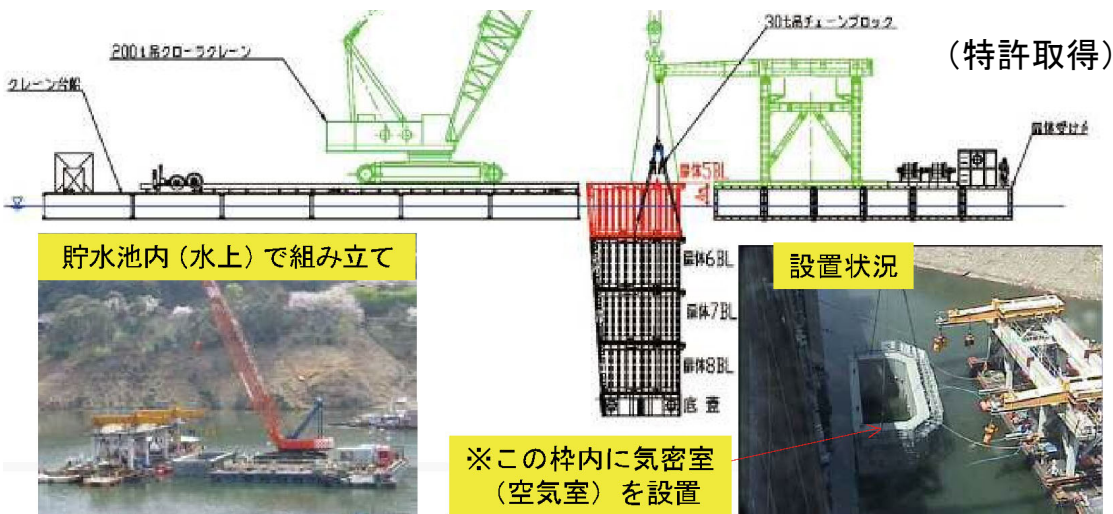 200t吊クローラクレーン
30t吊チェーンブロック
（特許取得）
クレーン台船
扉体受け台
扉体5BL
貯水池内（水上）で組み立て
扉体6BL
設置状況
扉体7BL
扉体8BL
底蓋
※この枠内に気密室
（空気室）を設置